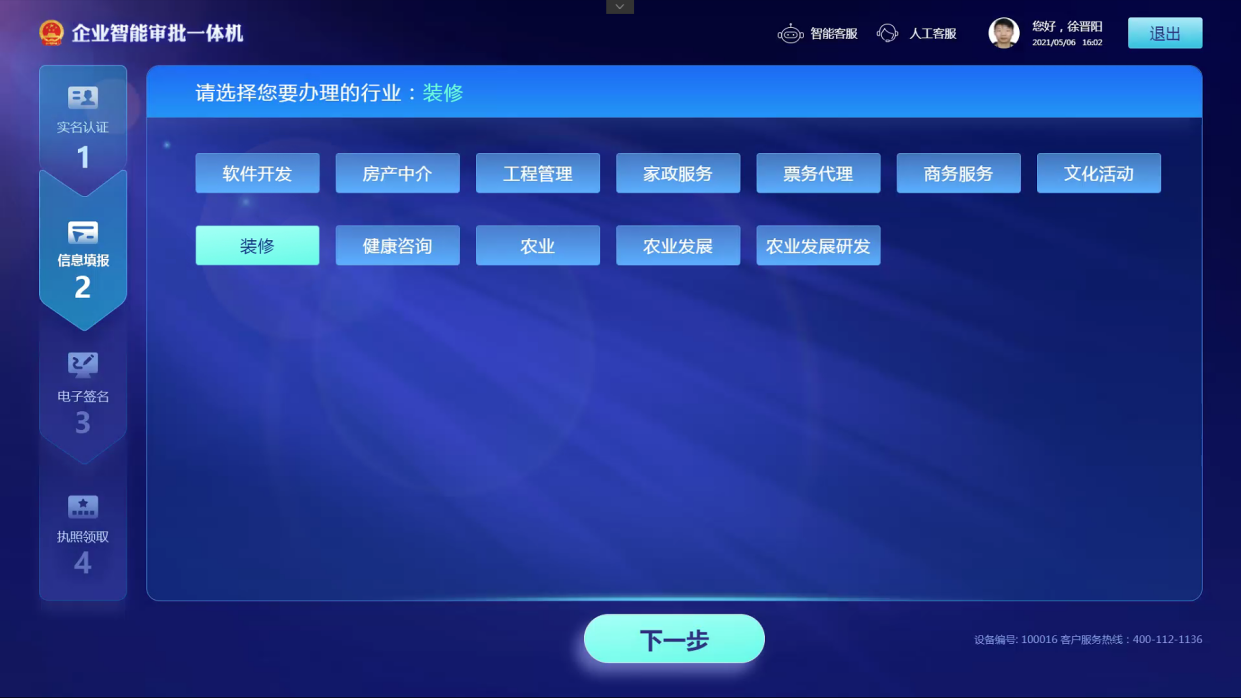 企业智能审批一体机
智能客服
人工客服
您好，徐晋阳
2021/05/06 16:02
退出
实名认证
1
信息填报
2
电子签名
3
执照领取
4
请选择您要办理的行业：装修
软件开发
房产中介
工程管理
家政服务
票务代理
商务服务
文化活动
装修
健康咨询
农业
农业发展
农业发展研发
下一步
设备编号: 100016 客户服务热线：400-112-1136